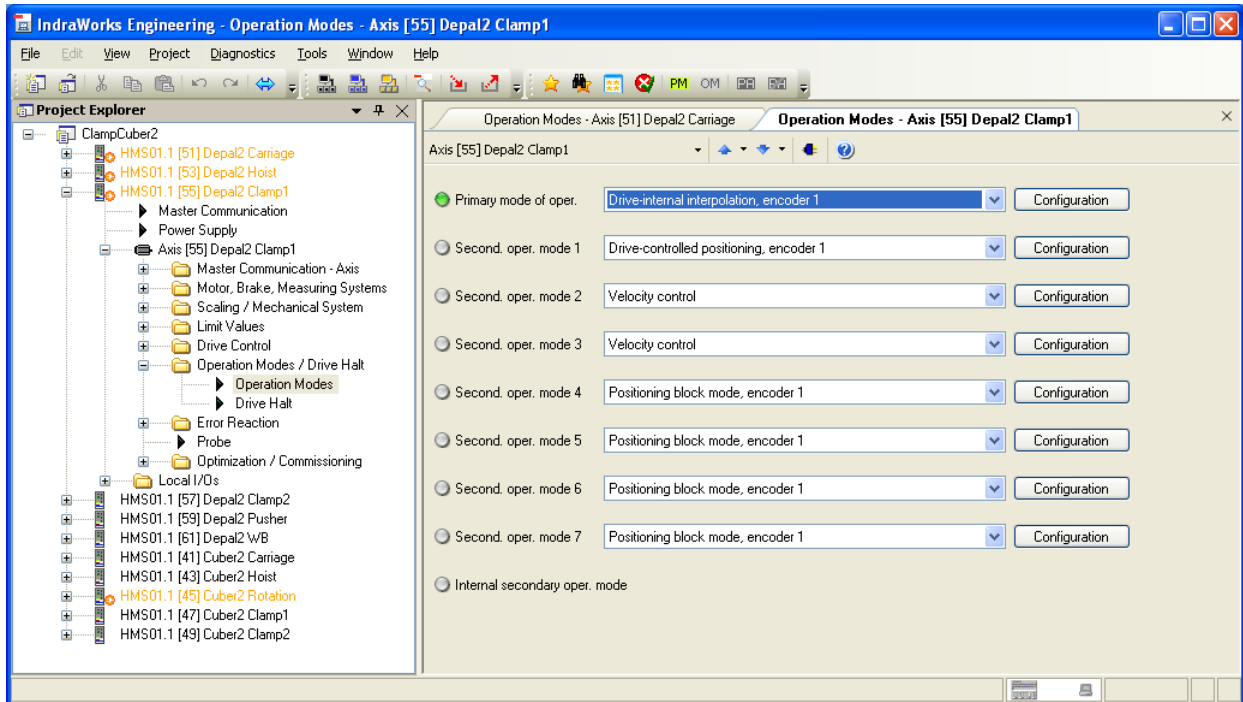 IndraWorks Engineering - Operation Modes - Axis [55] Depal2 Clamp1
File Edit View Project Diagnostics Tools Window Help
PM OM
Project Explorer
ClampCuber2
HMS01.1 [51] Depal2 Carriage
HMS01.1 [53] Depal2 Hoist
HMS01.1 [55] Depal2 Clamp1
Master Communication
Power Supply
Axis [55] Depal2 Clamp1
Master Communication - Axis
Motor, Brake, Measuring Systems
Scaling / Mechanical System
Limit Values
Drive Control
Operation Modes / Drive Halt
Operation Modes
Drive Halt
Error Reaction
Probe
Optimization / Commissioning
Local I/Os
HMS01.1 [57] Depal2 Clamp2
HMS01.1 [59] Depal2 Pusher
HMS01.1 [61] Depal2 WB
HMS01.1 [41] Cuber2 Carriage
HMS01.1 [43] Cuber2 Hoist
HMS01.1 [45] Cuber2 Rotation
HMS01.1 [47] Cuber2 Clamp1
HMS01.1 [49] Cuber2 Clamp2
Operation Modes - Axis [51] Depal2 Carriage Operation Modes - Axis [55] Depal2 Clamp1
Axis [55] Depal2 Clamp1
Primary mode of oper. Drive-internal interpolation, encoder 1 Configuration
Second. oper. mode 1 Drive-controlled positioning, encoder 1 Configuration
Second. oper. mode 2 Velocity control Configuration
Second. oper. mode 3 Velocity control Configuration
Second. oper. mode 4 Positioning block mode, encoder 1 Configuration
Second. oper. mode 5 Positioning block mode, encoder 1 Configuration
Second. oper. mode 6 Positioning block mode, encoder 1 Configuration
Second. oper. mode 7 Positioning block mode, encoder 1 Configuration
Internal secondary oper. mode